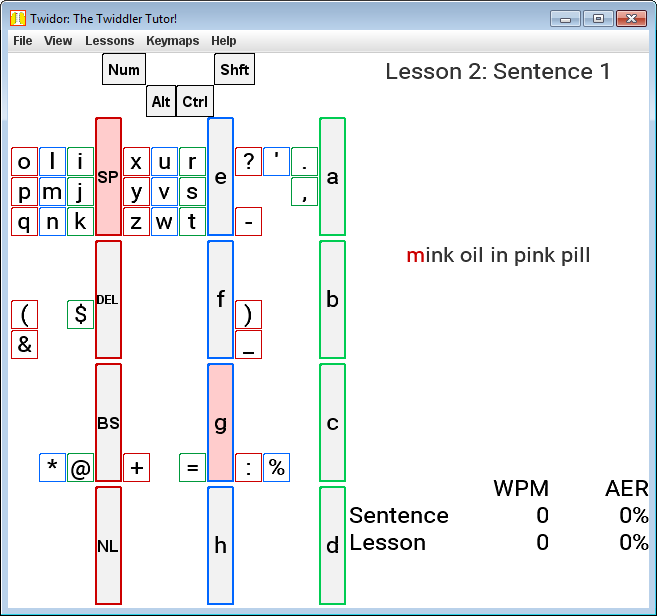 Twidor: The Twiddler Tutor!
File View Lessons Keymaps Help
Num Shft
Alt Ctrl
Lesson 2: Sentence 1
o l i x u r ? ' .
p m j SP y v s e , a
q n k z w t -
mink oil in pink pill
DEL f b
( $ )
& _
BS g c
* @ + = : %
WPM AER
Sentence 0 0%
Lesson 0 0%
NL h d